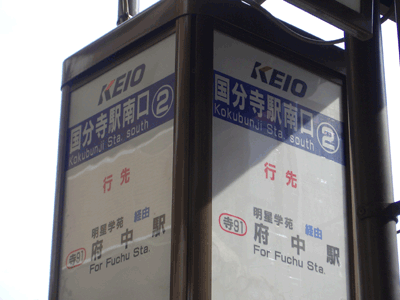 KEIO
国分寺駅南口 ②
Kokubunji Sta. south
行先
明星学苑 経由
寺91 府中駅
For Fuchu Sta.
KEIO
国分寺駅南口 ②
Kokubunji Sta. south
行先
明星学苑 経由
寺91 府中駅
For Fuchu Sta.